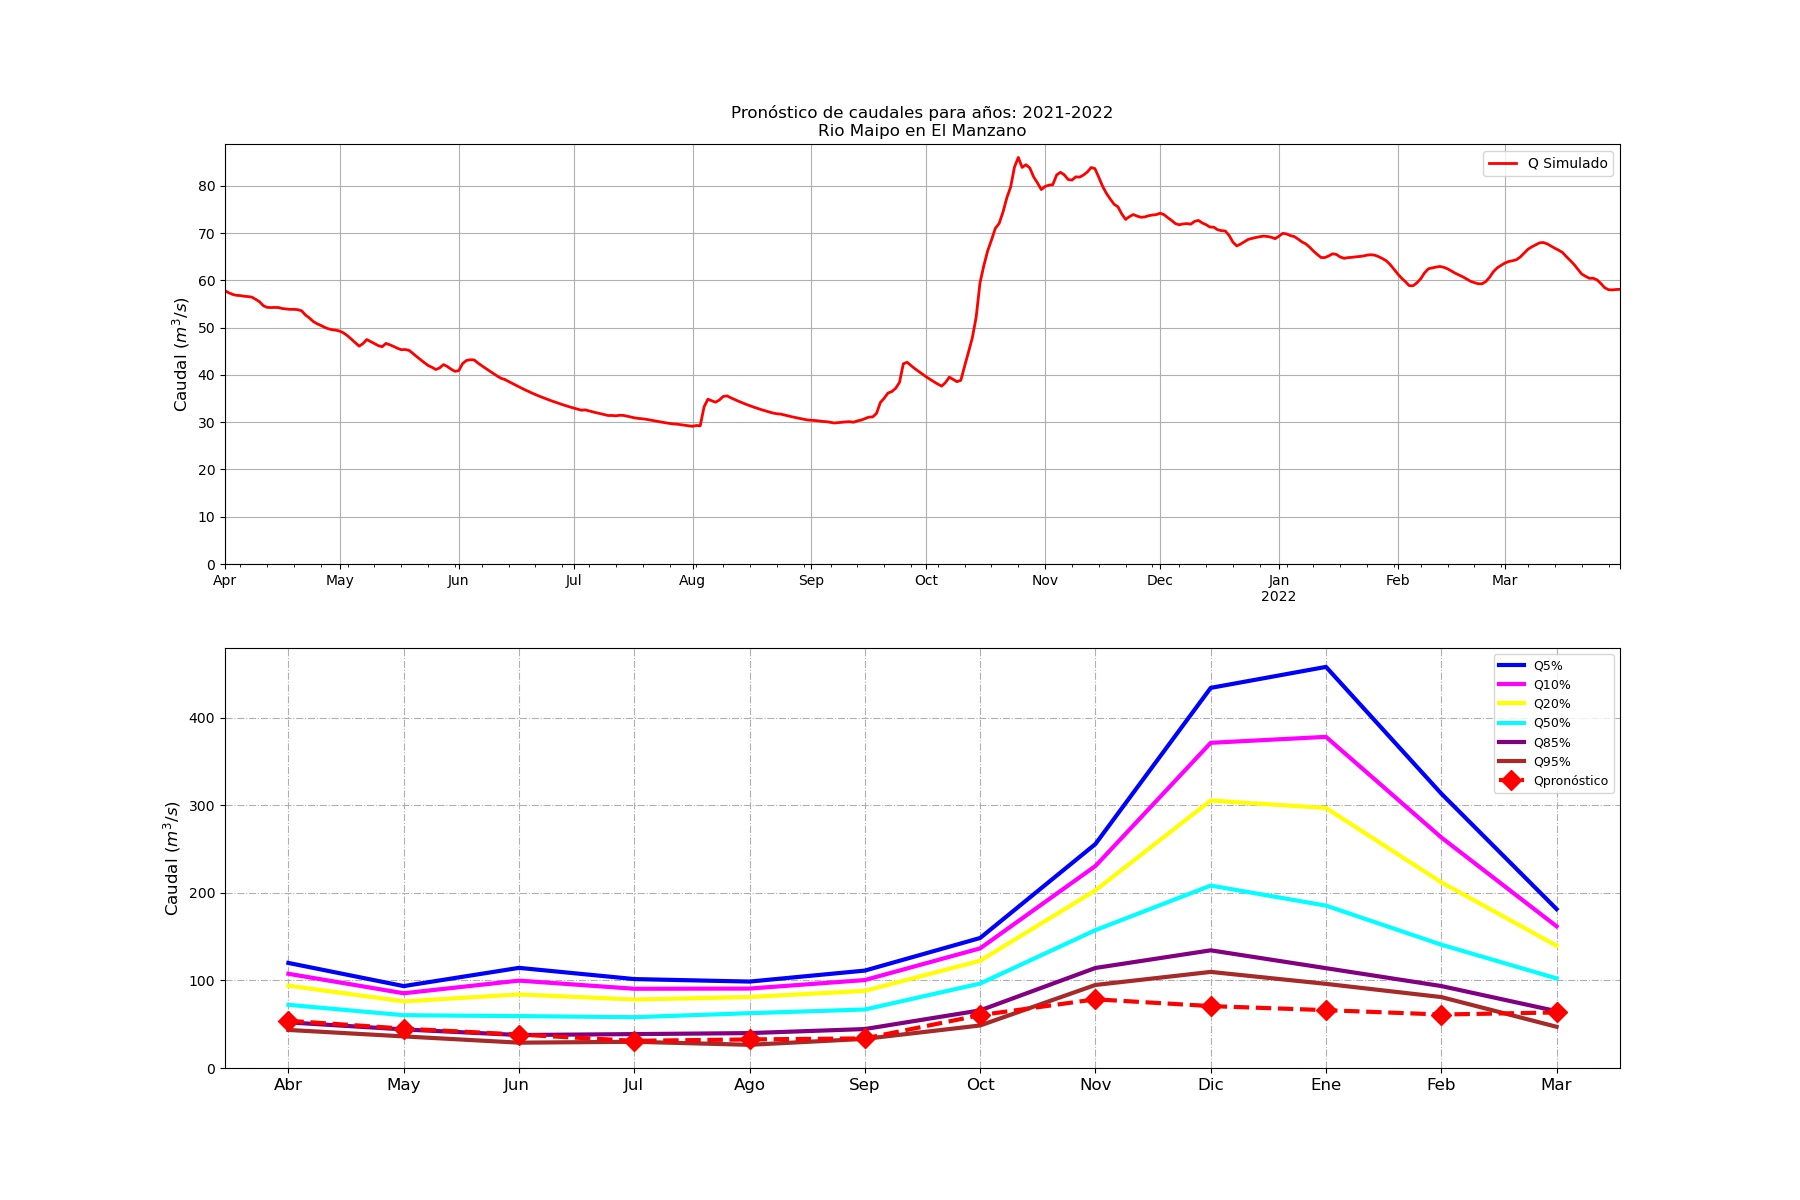 Pronóstico de caudales para años: 2021-2022
Rio Maipo en El Manzano
Caudal (m³/s)
80
70
60
50
40
30
20
10
0
Q Simulado
Apr May Jun Jul Aug Sep Oct Nov Dec Jan Feb Mar
2022
Caudal (m³/s)
400
300
200
100
0
Q5%
Q10%
Q20%
Q50%
Q85%
Q95%
Qpronóstico
Abr May Jun Jul Ago Sep Oct Nov Dic Ene Feb Mar